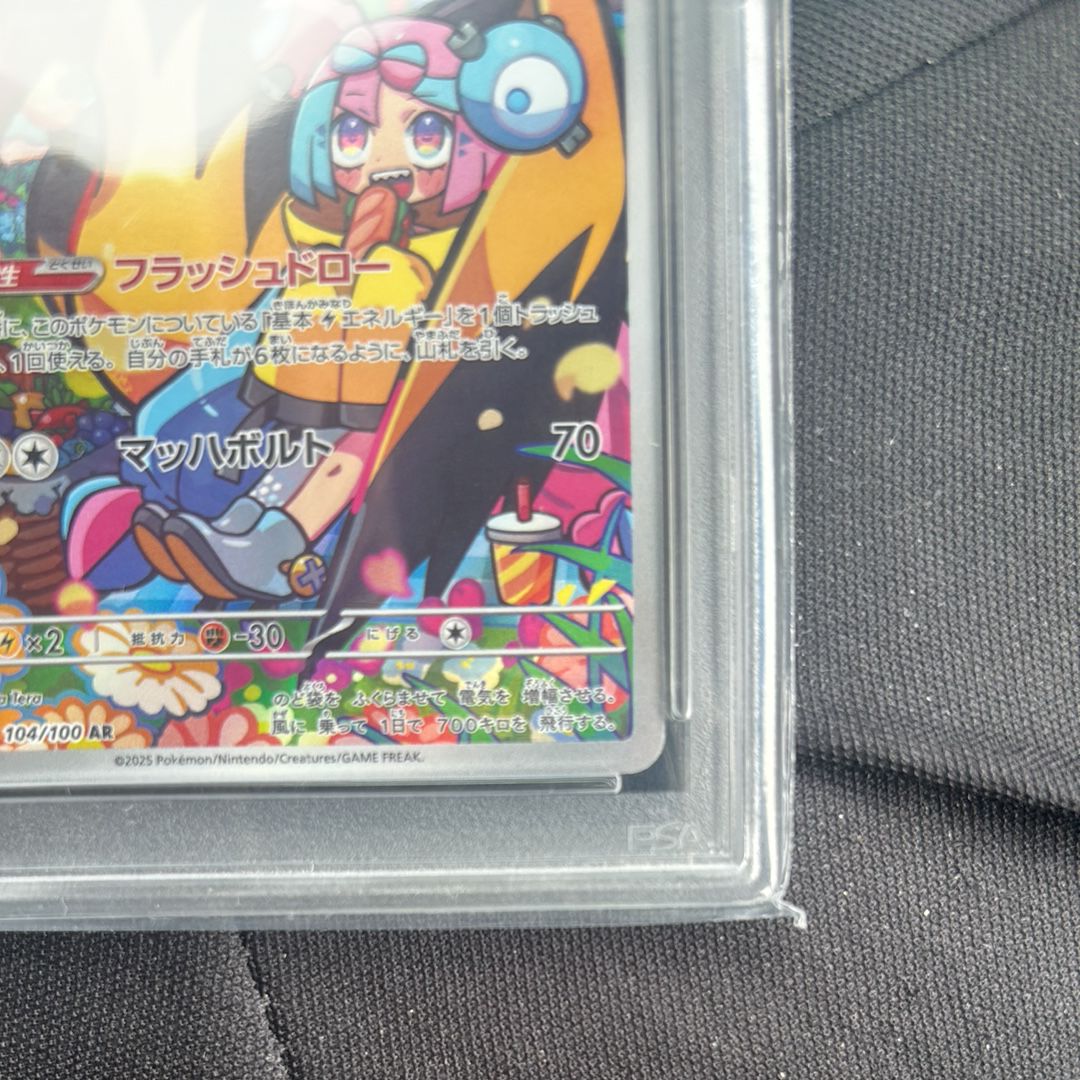 性 とくせい フラッシュドロー
に、このポケモンについている「基本エネルギー」を1個トラッシュ
、1回使える。自分の手札が6枚になるように、山札を引く。
マッハボルト 70
×2 抵抗力 -30 にげる
のど袋を ふくらませて 電気を 増幅させる。
a Tera
風に 乗って 1日で 700キロを 飛行する。
104/100 AR
©2025 Pokémon/Nintendo/Creatures/GAME FREAK.
PSA